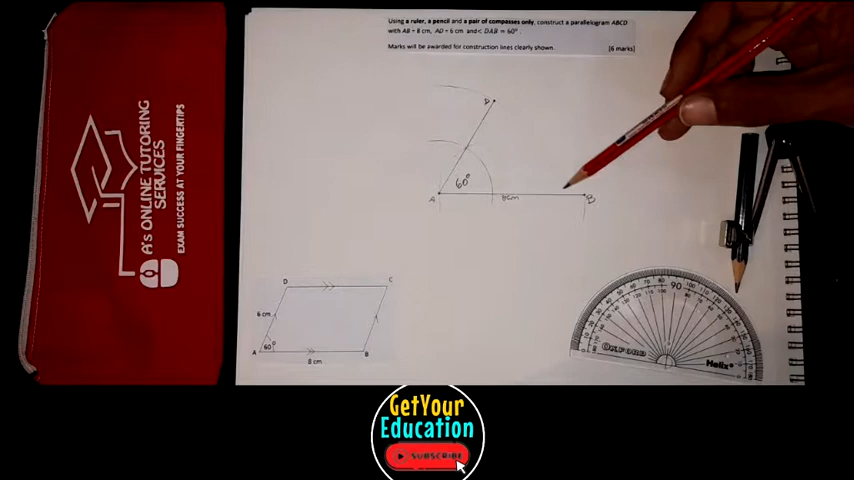 Using a ruler, a pencil and a pair of compasses only, construct a parallelogram ABCD
with AB = 8 cm, AD = 6 cm and < DAB = 60°.
Marks will be awarded for construction lines clearly shown.
[6 marks]
A's ONLINE TUTORING
SERVICES
EXAM SUCCESS AT YOUR FINGERTIPS
D
60°
A
8cm
B
D
C
6 cm
60°
A
B
8 cm
90
OXFORD
Helix
GetYour
Education
SUBSCRIBE